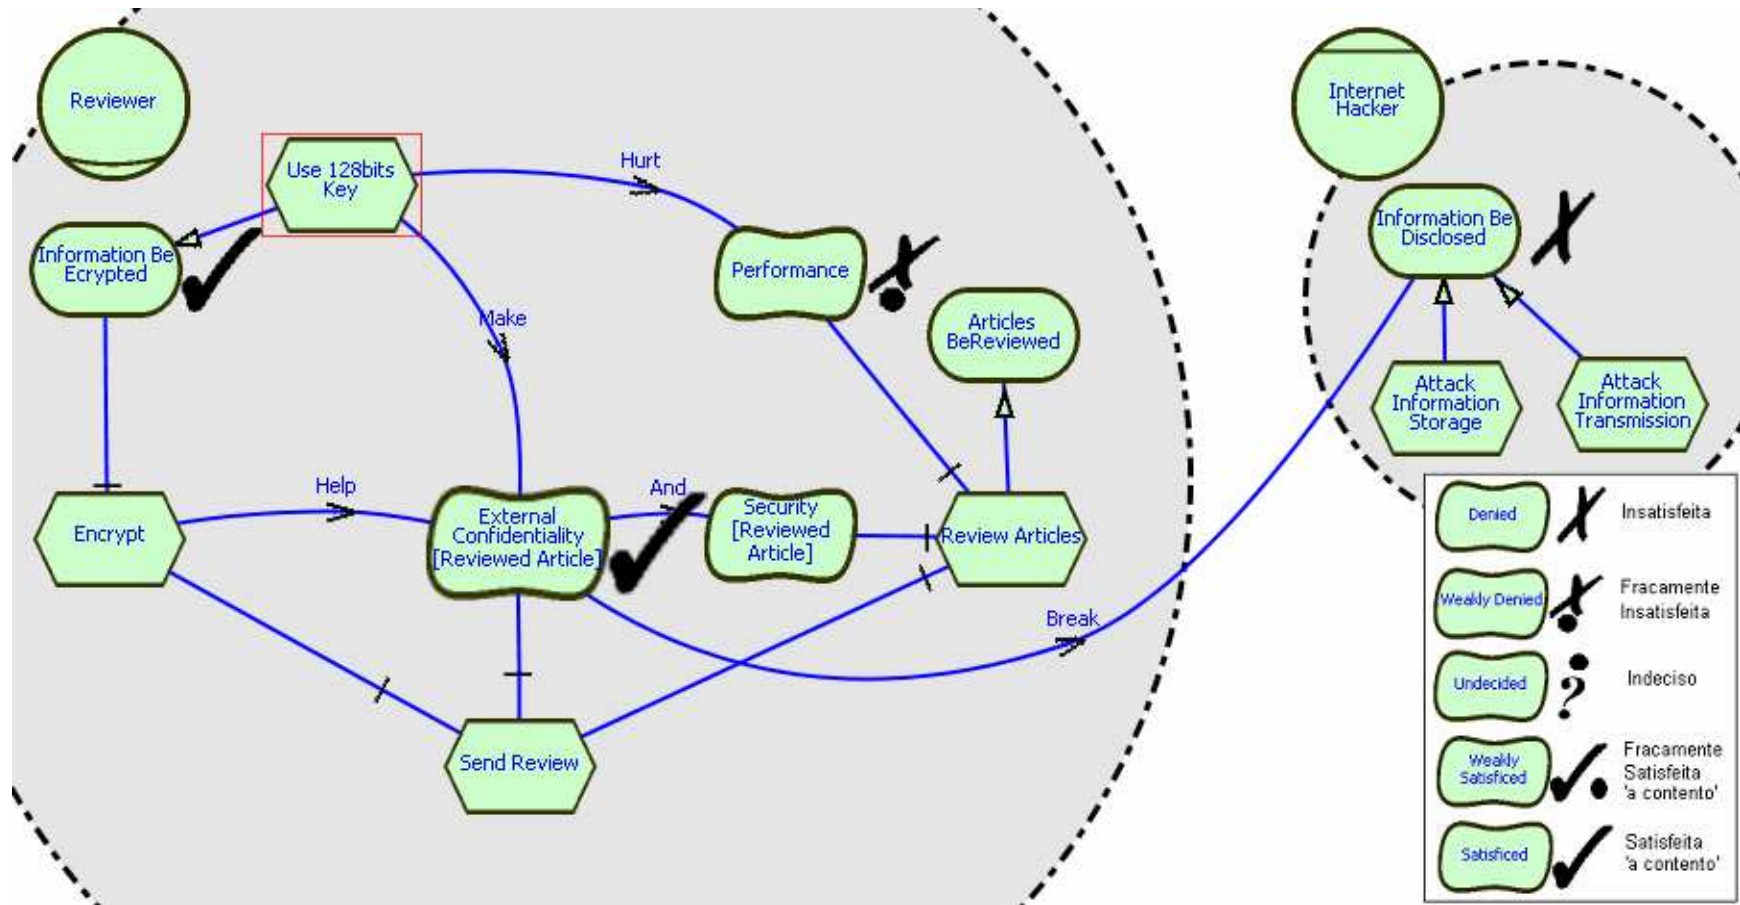 Reviewer
Use 128bits
Key
Hurt
Information Be
Ecrypted
Performance
Make
Articles
BeReviewed
Encrypt
Help
External
Confidentiality
[Reviewed Article]
And
Security
[Reviewed
Article]
Review Articles
Send Review
Break
Internet
Hacker
Information Be
Disclosed
Attack
Information
Storage
Attack
Information
Transmission
Denied
Insatisfeita
Weakly Denied
Fracamente
Insatisfeita
Undecided
Indeciso
Weakly
Satisficed
Fracamente
Satisfeita
'a contento'
Satisficed
Satisfeita
'a contento'